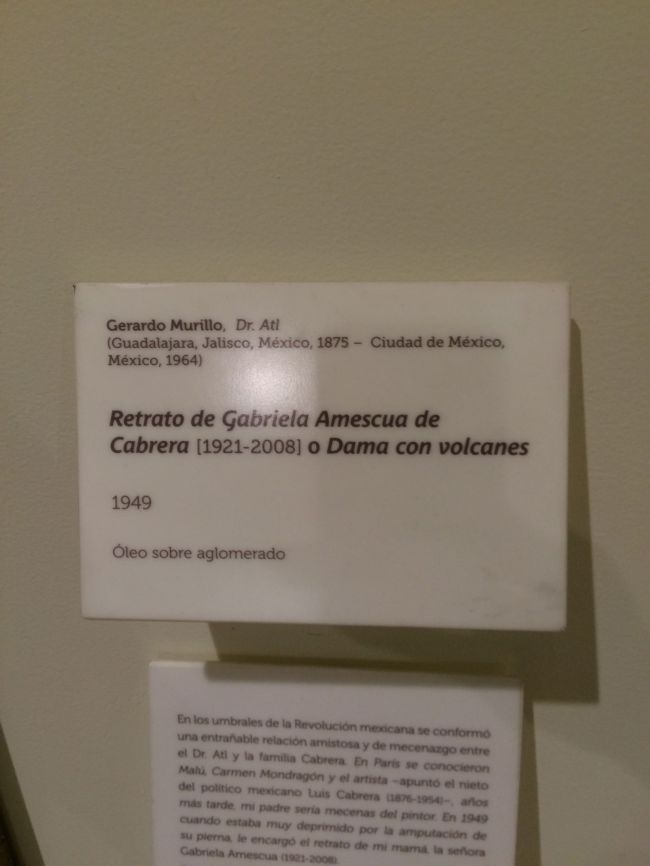 Gerardo Murillo, Dr. Atl
(Guadalajara, Jalisco, México, 1875 – Ciudad de México,
México, 1964)
Retrato de Gabriela Amescua de
Cabrera [1921-2008] o Dama con volcanes
1949
Óleo sobre aglomerado
En los umbrales de la Revolución mexicana se conformó
una entrañable relación amistosa y de mecenazgo entre
el Dr. Atl y la familia Cabrera. En París se conocieron
Malú, Carmen Mondragón y el artista –apuntó el nieto
del político mexicano Luis Cabrera (1876-1954)–, años
más tarde, mi padre sería mecenas del pintor. En 1949
cuando estaba muy deprimido por la amputación de
su pierna, le encargó el retrato de mi mamá, la señora
Gabriela Amescua (1921-2008).